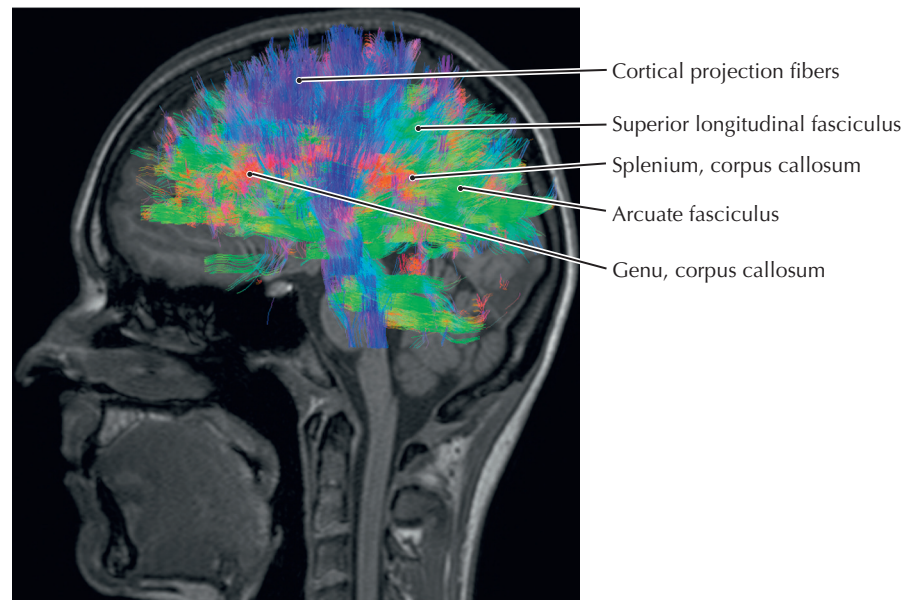 Cortical projection fibers
Superior longitudinal fasciculus
Splenium, corpus callosum
Arcuate fasciculus
Genu, corpus callosum